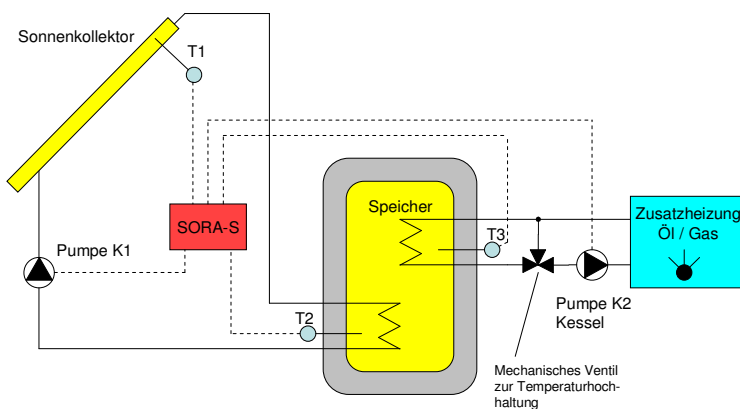 Sonnenkollektor
T1
Speicher
Zusatzheizung
Öl / Gas
SORA-S
T3
Pumpe K1
T2
Pumpe K2
Kessel
Mechanisches Ventil
zur Temperaturhoch-
haltung